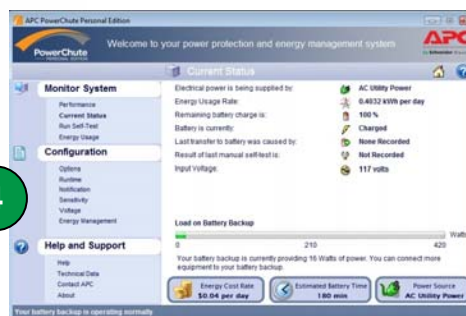 APC PowerChute Personal Edition
PowerChute
PERSONAL EDITION
Welcome to your power protection and energy management system
APC
by Schneider
Current Status
Monitor System
Performance
Current Status
Run Self-Test
Energy Usage
Configuration
Options
Runtime
Notification
Sensitivity
Voltage
Energy Management
Help and Support
Help
Technical Data
Contact APC
About
Electrical power is being supplied by: AC Utility Power
Energy Usage Rate: 0.4032 kWh per day
Remaining battery charge is: 100 %
Battery is currently: Charged
Last transfer to battery was caused by: None Recorded
Result of last manual self-test is: Not Recorded
Input Voltage: 117 volts
Load on Battery Backup
Watts
0 210 420
Your battery backup is currently providing 16 Watts of power. You can connect more
equipment to your battery backup.
Energy Cost Rate
$0.04 per day
Estimated Battery Time
180 min
Power Source
AC Utility Power
Your battery backup is operating normally